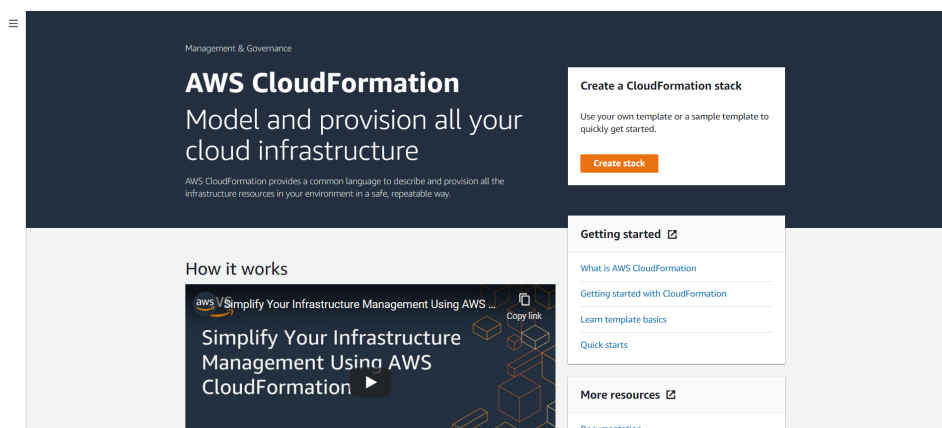 Management & Governance
AWS CloudFormation
Model and provision all your
cloud infrastructure
AWS CloudFormation provides a common language to describe and provision all the
infrastructure resources in your environment in a safe, repeatable way.
Create a CloudFormation stack
Use your own template or a sample template to
quickly get started.
Create stack
How it works
aws
Simplify Your Infrastructure Management Using AWS ...
Copy link
Simplify Your Infrastructure
Management Using AWS
CloudFormation
Getting started
What is AWS CloudFormation
Getting started with CloudFormation
Learn template basics
Quick starts
More resources
Documentation